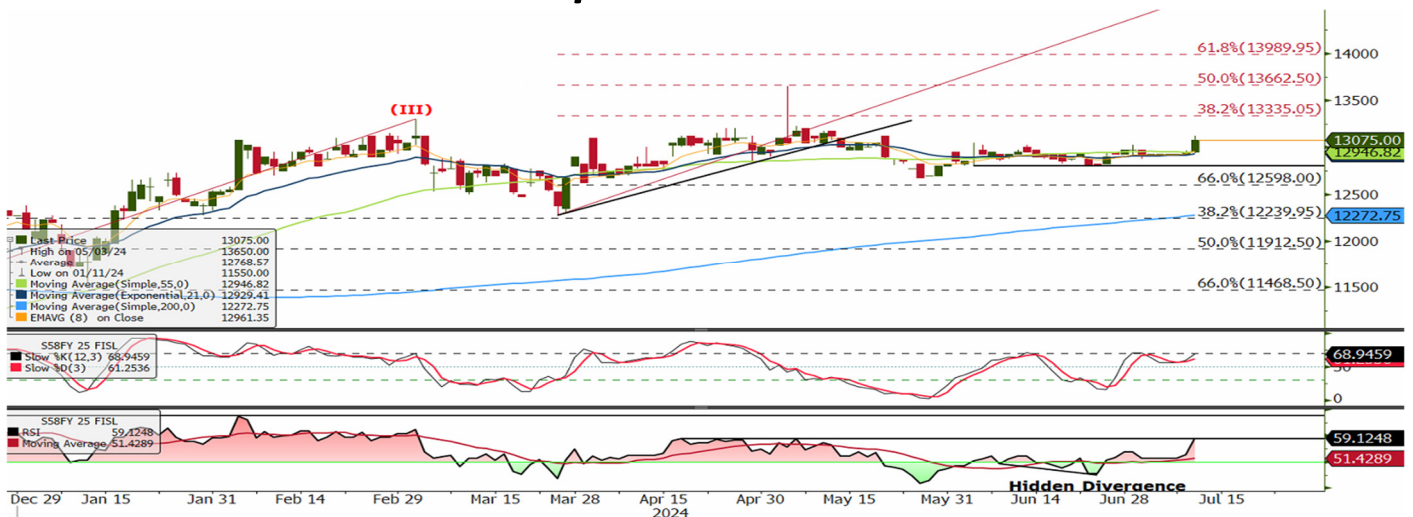 61.8%(13989.95)
14000
50.0%(13662.50)
13500
(III)
38.2%(13335.05)
13075.00
12946.82
66.0%(12598.00)
12500
38.2%(12239.95)
12272.75
12000
50.0%(11912.50)
11500
66.0%(11468.50)
Last Price 13075.00
High on 05/03/24 13650.00
Average 12768.57
Low on 01/11/24 11550.00
Moving Average(Simple,55,0) 12946.82
Moving Average(Exponential,21,0) 12929.41
Moving Average(Simple,200,0) 12272.75
EMAVG (8) on Close 12961.35
S58FY 25 FISL
Slow %K(12,3) 68.9459
Slow %D(3) 61.2536
68.9459
50
0
S58FY 25 FISL
RSI 59.1248
Moving Average 51.4289
59.1248
51.4289
Hidden Divergence
Dec 29 Jan 15 Jan 31 Feb 14 Feb 29 Mar 15 Mar 28 Apr 15 Apr 30 May 15 May 31 Jun 14 Jun 28 Jul 15
2024